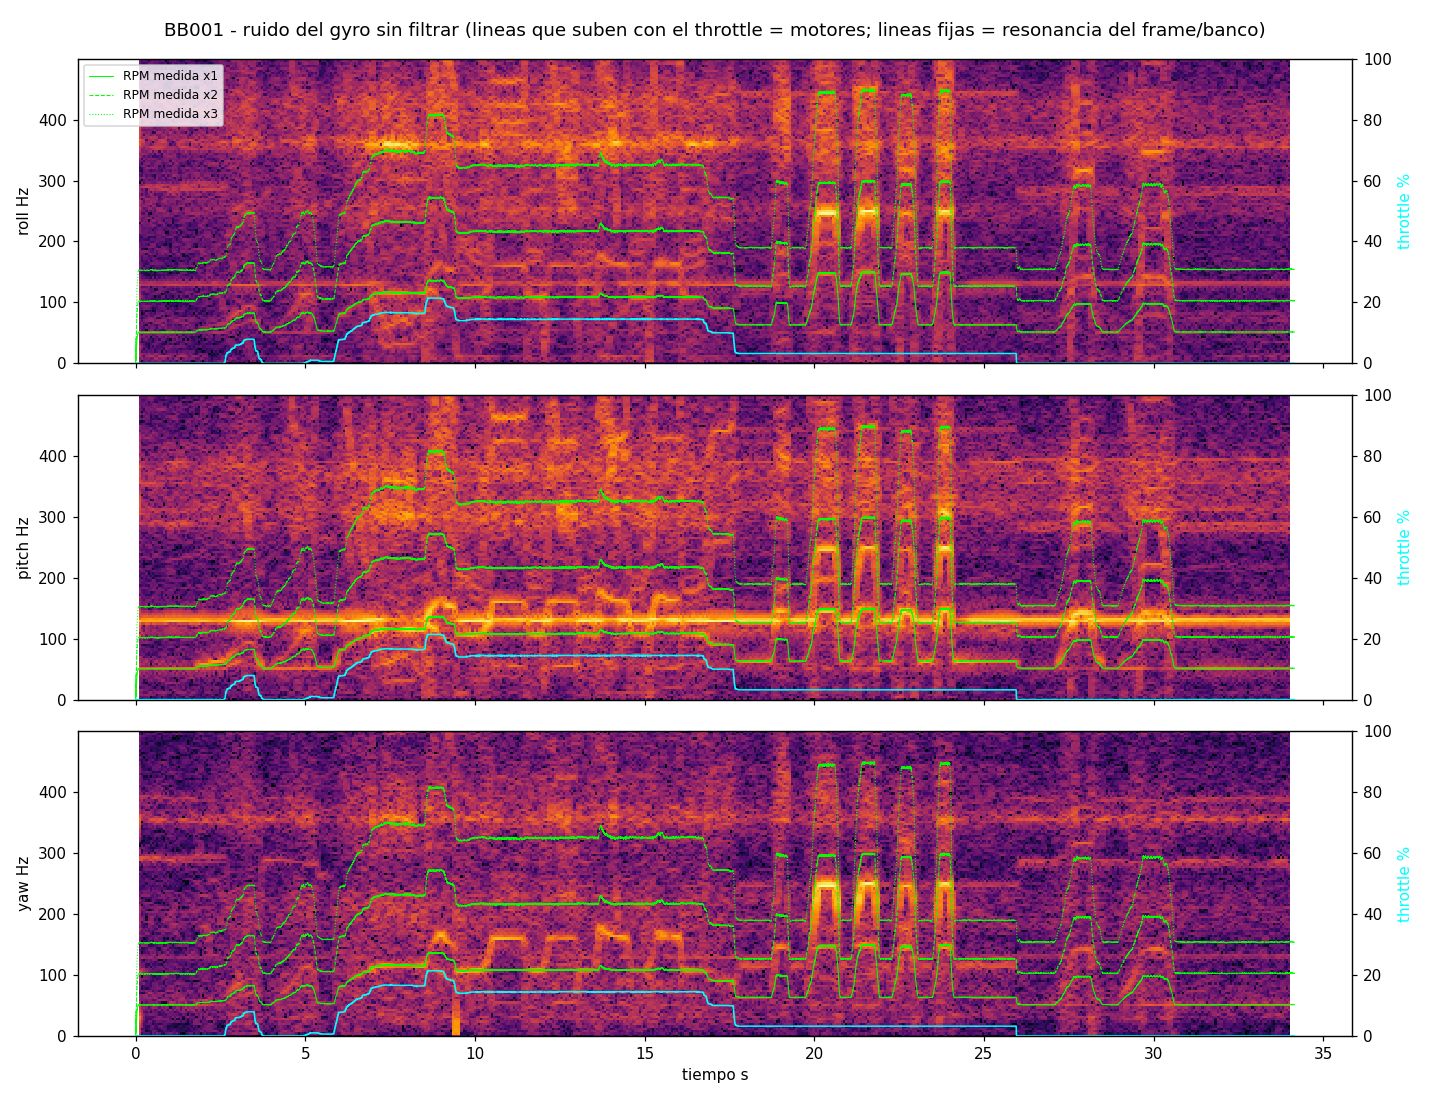 BB001 - ruido del gyro sin filtrar (lineas que suben con el throttle = motores; lineas fijas = resonancia del frame/banco)
RPM medida x1
RPM medida x2
RPM medida x3
roll Hz
0
100
200
300
400
0
20
40
60
80
100
throttle %
pitch Hz
0
100
200
300
400
0
20
40
60
80
100
throttle %
yaw Hz
0
100
200
300
400
0
20
40
60
80
100
throttle %
0 5 10 15 20 25 30 35
tiempo s